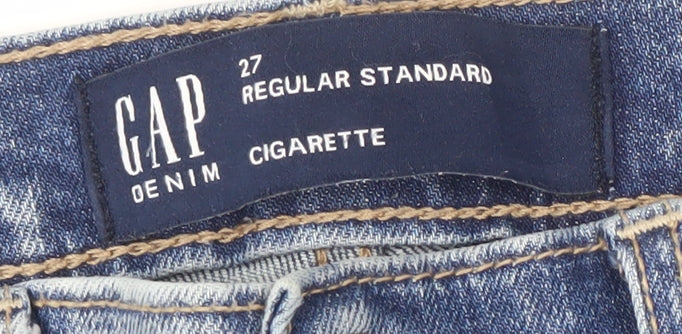 GAP
DENIM
27
REGULAR STANDARD
CIGARETTE